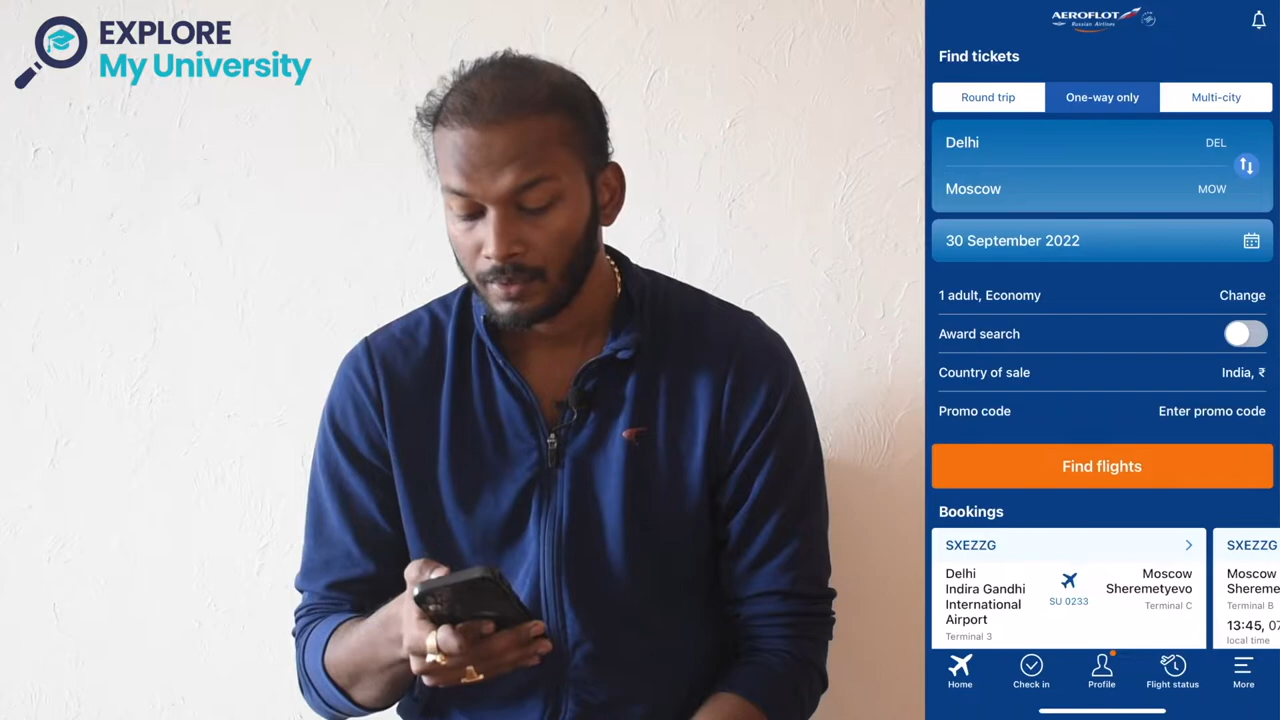 EXPLORE
My University
AEROFLOT
Russian Airlines
Find tickets
Round trip
One-way only
Multi-city
Delhi
DEL
Moscow
MOW
30 September 2022
1 adult, Economy
Change
Award search
Country of sale
India, ₹
Promo code
Enter promo code
Find flights
Bookings
SXEZZG
Delhi
Indira Gandhi
International
Airport
Terminal 3
SU 0233
Moscow
Sheremetyevo
Terminal C
SXEZZG
Moscow
Shereme
Terminal B
13:45, 07
local time
Home
Check in
Profile
Flight status
More